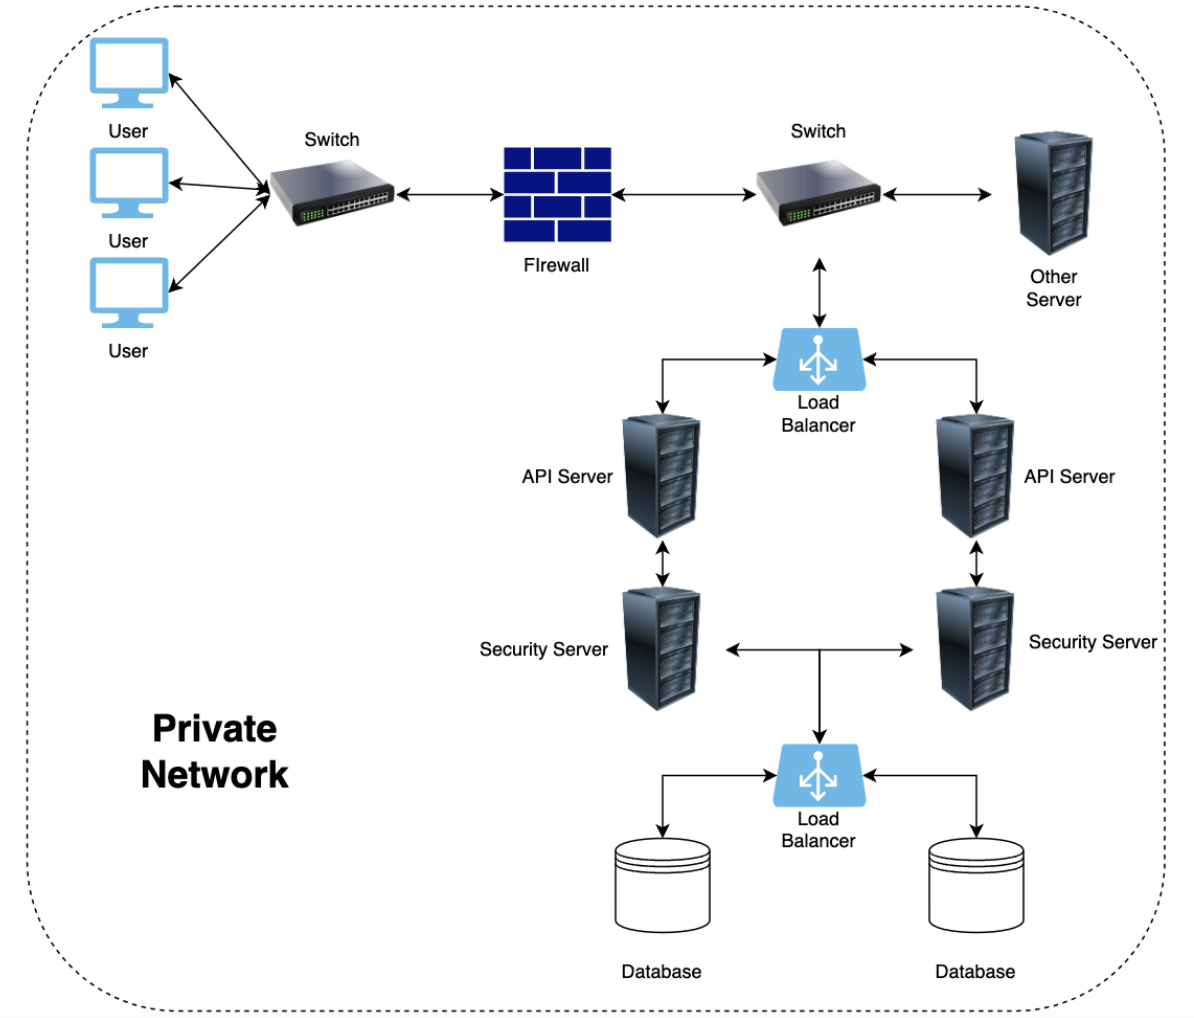 User
Switch
Switch
User
FIrewall
Other
Server
User
Load
Balancer
API Server
API Server
Security Server
Security Server
Private
Network
Load
Balancer
Database
Database